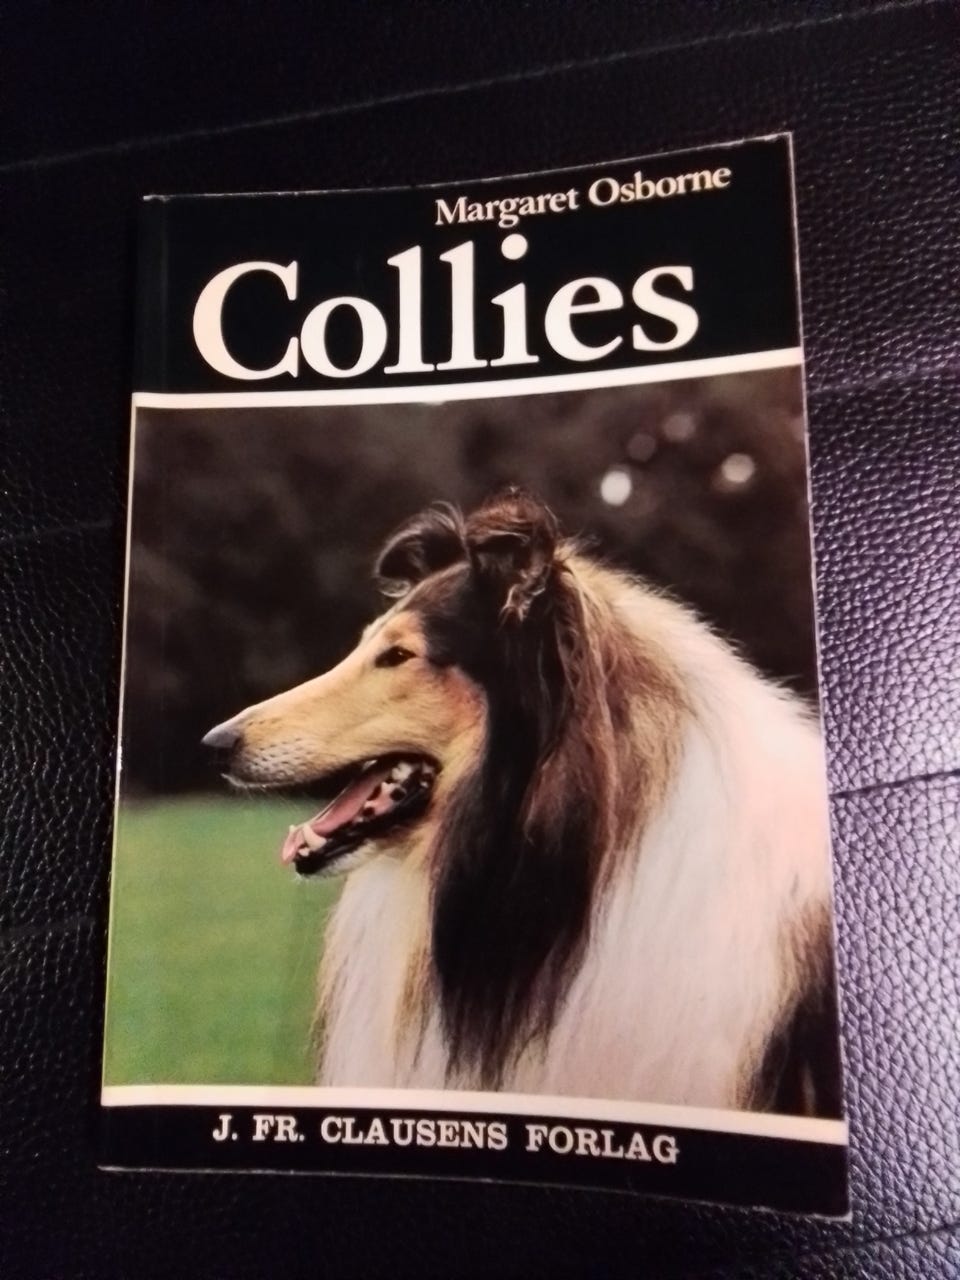 Margaret Osborne
Collies
J. FR. CLAUSENS FORLAG